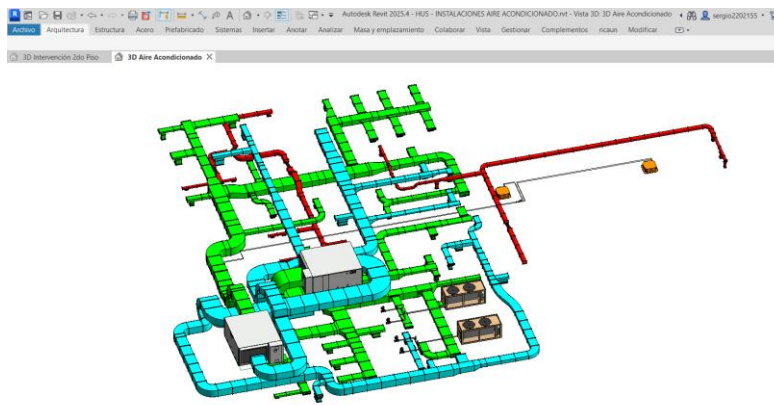 Autodesk Revit 2025.4 - HUS - INSTALACIONES AIRE ACONDICIONADO.rvt - Vista 3D: 3D Aire Acondicionado
sergio2202155
Archivo Arquitectura Estructura Acero Prefabricado Sistemas Insertar Anotar Analizar Masa y emplazamiento Colaborar Vista Gestionar Complementos ricaun Modificar
3D Intervención 2do Piso 3D Aire Acondicionado